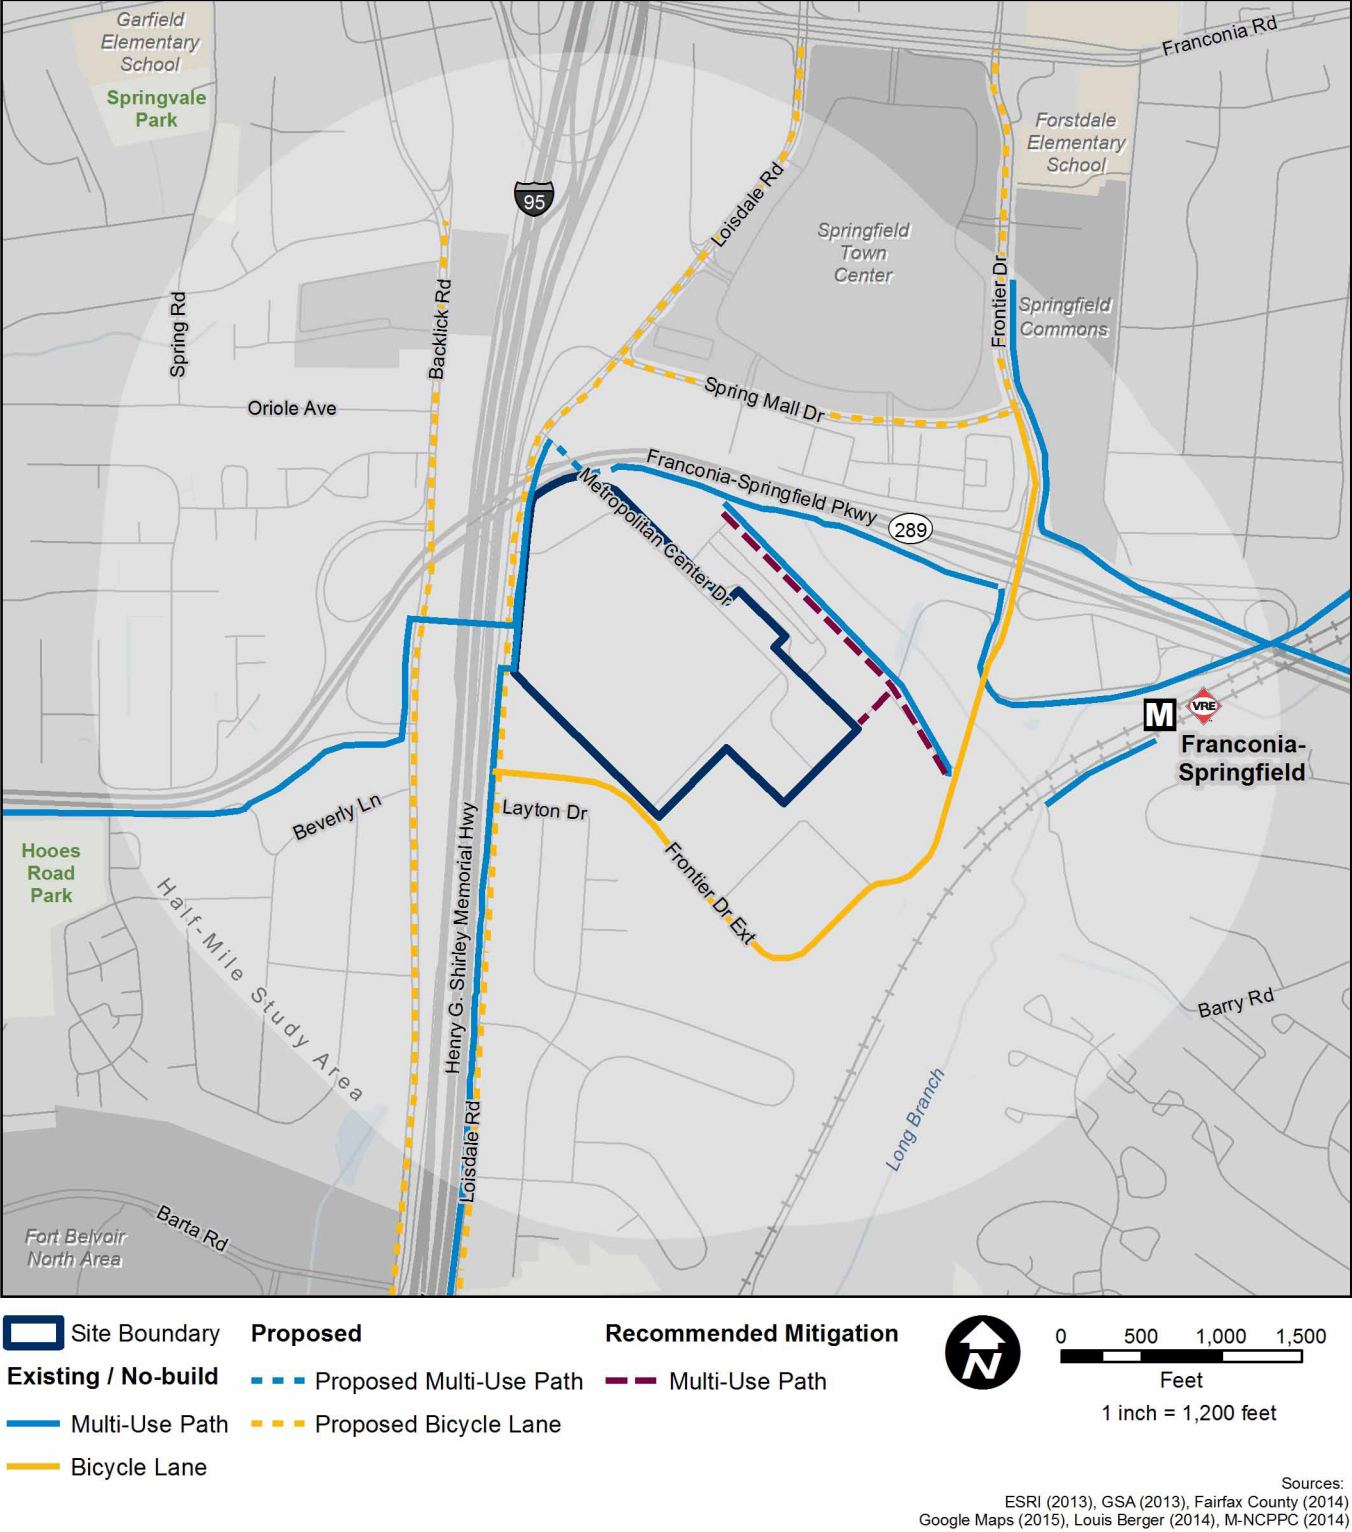 Garfield
Elementary
School
Springvale
Park
Franconia Rd
Forstdale
Elementary
School
95
Loisdale Rd
Springfield
Town
Center
Frontier Dr
Springfield
Commons
Spring Rd
Backlick Rd
Oriole Ave
Spring Mall Dr
Franconia-Springfield Pkwy
289
Metropolitan Center Dr
M
VRE
Franconia-
Springfield
Beverly Ln
Layton Dr
Hooes
Road
Park
Henry G. Shirley Memorial Hwy
Frontier Dr Ext
Half-Mile Study Area
Barry Rd
Long Branch
Loisdale Rd
Barta Rd
Fort Belvoir
North Area
Site Boundary
Existing / No-build
Multi-Use Path
Bicycle Lane
Proposed
Proposed Multi-Use Path
Proposed Bicycle Lane
Recommended Mitigation
Multi-Use Path
N
0 500 1,000 1,500
Feet
1 inch = 1,200 feet
Sources:
ESRI (2013), GSA (2013), Fairfax County (2014)
Google Maps (2015), Louis Berger (2014), M-NCPPC (2014)